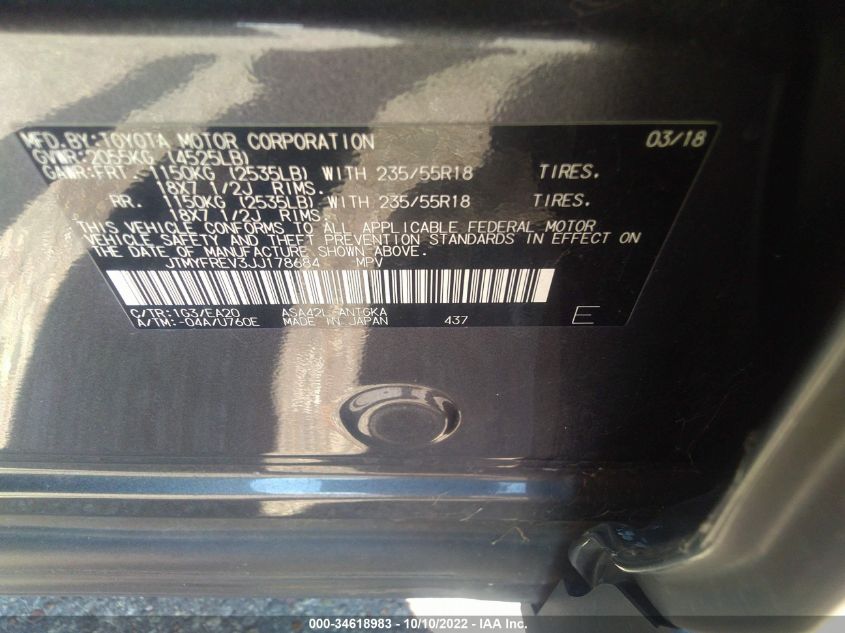 MFD.BY:TOYOTA MOTOR CORPORATION 03/18
GVWR:2055KG (4525LB)
GAWR:FRT. 1150KG (2535LB) WITH 235/55R18 TIRES.
18X7 1/2J RIMS.
RR. 1150KG (2535LB) WITH 235/55R18 TIRES.
18X7 1/2J RIMS.
THIS VEHICLE CONFORMS TO ALL APPLICABLE FEDERAL MOTOR
VEHICLE SAFETY AND THEFT PREVENTION STANDARDS IN EFFECT ON
THE DATE OF MANUFACTURE SHOWN ABOVE.
JTMYFREV3JJ178684 MPV
C/TR:1G3/EA20 ASA42L-ANTGKA
A/TM:-04A/U760E MADE IN JAPAN 437 E
000-34618983 - 10/10/2022 - IAA Inc.